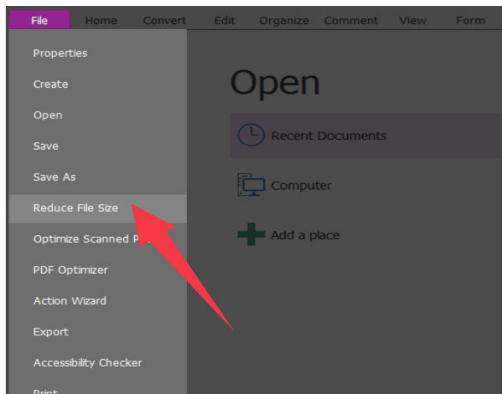 File Home Convert Edit Organize Comment View Form
Properties
Create
Open
Save
Save As
Reduce File Size
Optimize Scanned
PDF Optimizer
Action Wizard
Export
Accessibility Checker
Print
Open
Recent Documents
Computer
Add a place